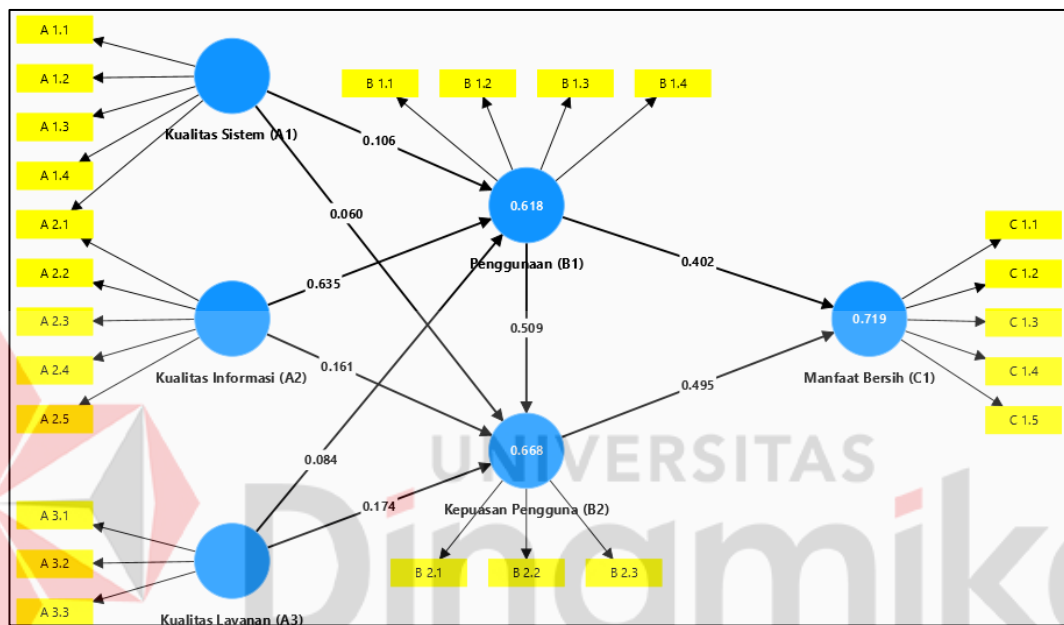 A 1.1
A 1.2
A 1.3
A 1.4
A 2.1
A 2.2
A 2.3
A 2.4
A 2.5
A 3.1
A 3.2
A 3.3
Kualitas Sistem (A1)
Kualitas Informasi (A2)
Kualitas Layanan (A3)
0.106
0.060
0.635
0.161
0.084
0.174
B 1.1
B 1.2
B 1.3
B 1.4
0.618
Penggunaan (B1)
0.509
0.668
Kepuasan Pengguna (B2)
B 2.1
B 2.2
B 2.3
0.402
0.495
0.719
Manfaat Bersih (C1)
C 1.1
C 1.2
C 1.3
C 1.4
C 1.5
UNIVERSITAS
Dinamika